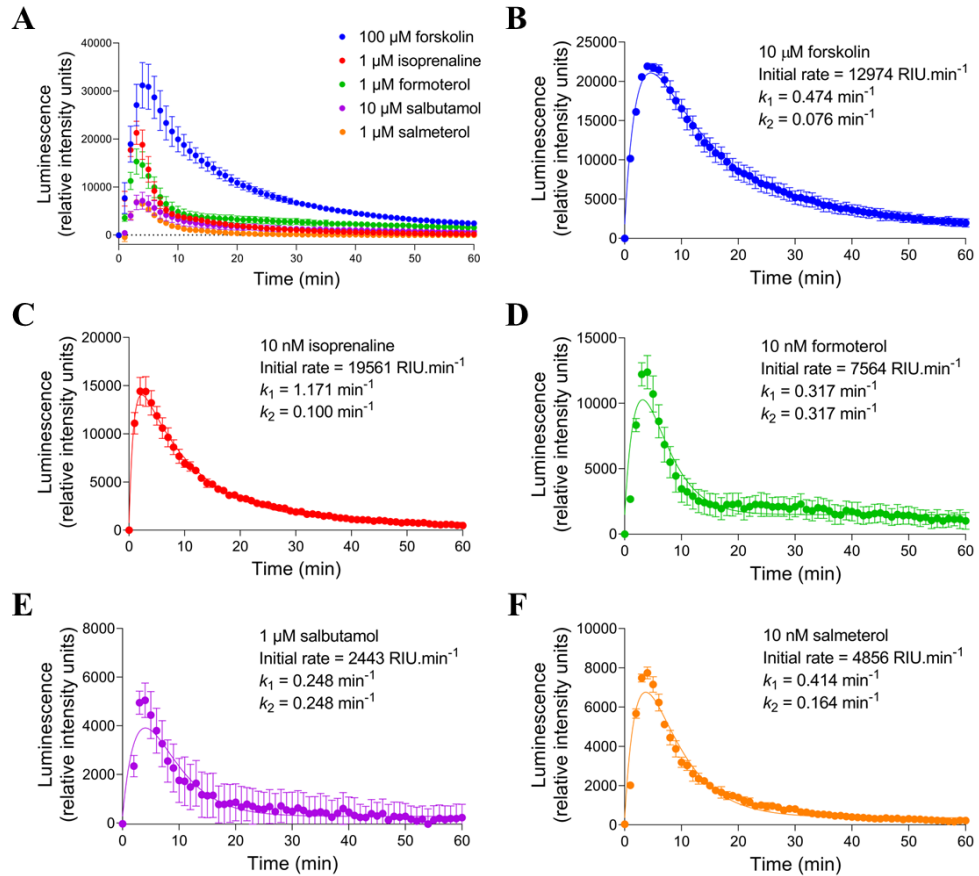 A
Luminescence
(relative intensity units)
40000
30000
20000
10000
0
0
10
20
30
40
50
60
Time (min)
100 µM forskolin
1 µM isoprenaline
1 µM formoterol
10 µM salbutamol
1 µM salmeterol
B
Luminescence
(relative intensity units)
25000
20000
15000
10000
5000
0
0
10
20
30
40
50
60
Time (min)
10 µM forskolin
Initial rate = 12974 RIU.min⁻¹
k₁ = 0.474 min⁻¹
k₂ = 0.076 min⁻¹
C
Luminescence
(relative intensity units)
20000
15000
10000
5000
0
0
10
20
30
40
50
60
Time (min)
10 nM isoprenaline
Initial rate = 19561 RIU.min⁻¹
k₁ = 1.171 min⁻¹
k₂ = 0.100 min⁻¹
D
Luminescence
(relative intensity units)
15000
10000
5000
0
0
10
20
30
40
50
60
Time (min)
10 nM formoterol
Initial rate = 7564 RIU.min⁻¹
k₁ = 0.317 min⁻¹
k₂ = 0.317 min⁻¹
E
Luminescence
(relative intensity units)
8000
6000
4000
2000
0
0
10
20
30
40
50
60
Time (min)
1 µM salbutamol
Initial rate = 2443 RIU.min⁻¹
k₁ = 0.248 min⁻¹
k₂ = 0.248 min⁻¹
F
Luminescence
(relative intensity units)
10000
8000
6000
4000
2000
0
0
10
20
30
40
50
60
Time (min)
10 nM salmeterol
Initial rate = 4856 RIU.min⁻¹
k₁ = 0.414 min⁻¹
k₂ = 0.164 min⁻¹